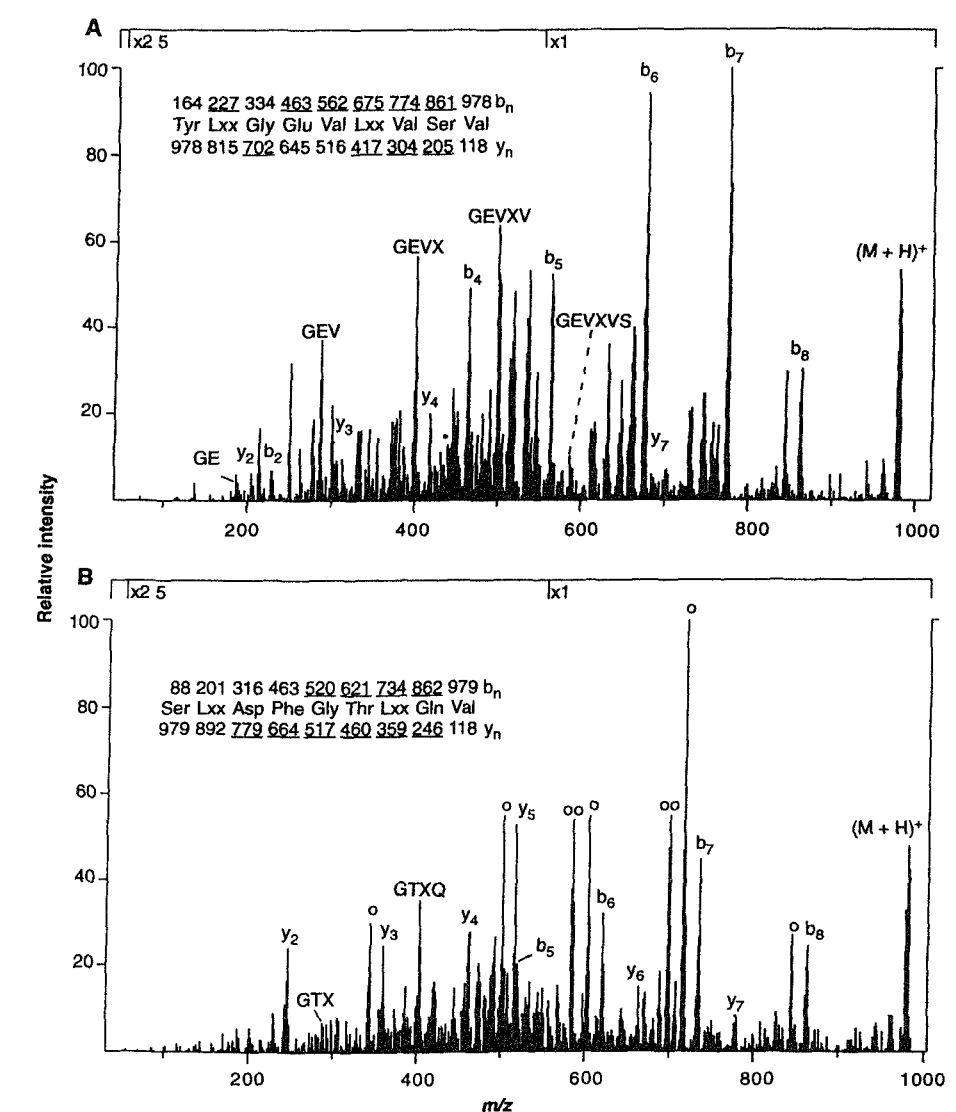 A
x2 5 x1
b7
100
b6
164 227 334 463 562 675 774 861 978 bn
Tyr Lxx Gly Glu Val Lxx Val Ser Val
978 815 702 645 516 417 304 205 118 yn
80
GEVXV
60
GEVX
(M + H)+
b4
b5
40
GEVXVS
GEV
b8
20
y3
y4
y7
GE
y2
b2
200 400 600 800 1000
Relative intensity
B
x2 5 x1
o
100
88 201 316 463 520 621 734 862 979 bn
Ser Lxx Asp Phe Gly Thr Lxx Gln Val
979 892 779 664 517 460 359 246 118 yn
80
60
o y5 oo o oo
(M + H)+
b7
40
GTXQ
b6
o
y3
y4
y2
o b8
b5
20
y6
GTX
y7
200 400 600 800 1000
m/z